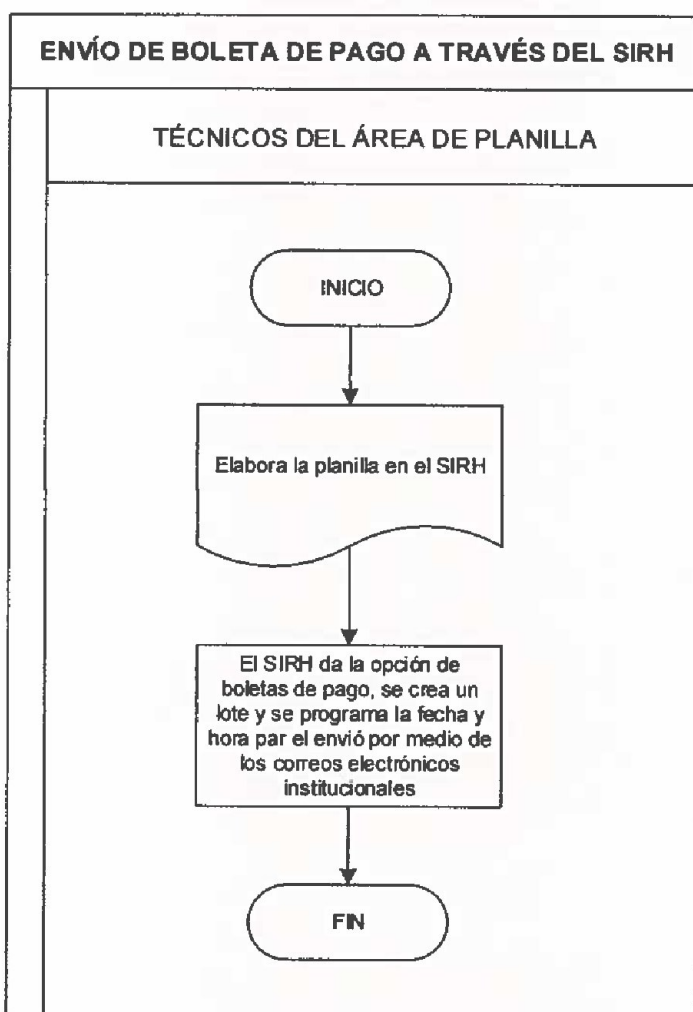 ENVÍO DE BOLETA DE PAGO A TRAVÉS DEL SIRH
TÉCNICOS DEL ÁREA DE PLANILLA
INICIO
Elabora la planilla en el SIRH
El SIRH da la opción de
boletas de pago, se crea un
lote y se programa la fecha y
hora par el envió por medio de
los correos electrónicos
institucionales
FIN